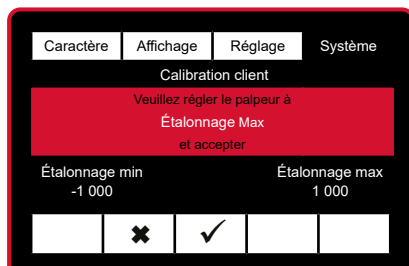 Caractère Affichage Réglage Système
Calibration client
Veuillez régler le palpeur à
Étalonnage Max
et accepter
Étalonnage min Étalonnage max
-1 000 1 000